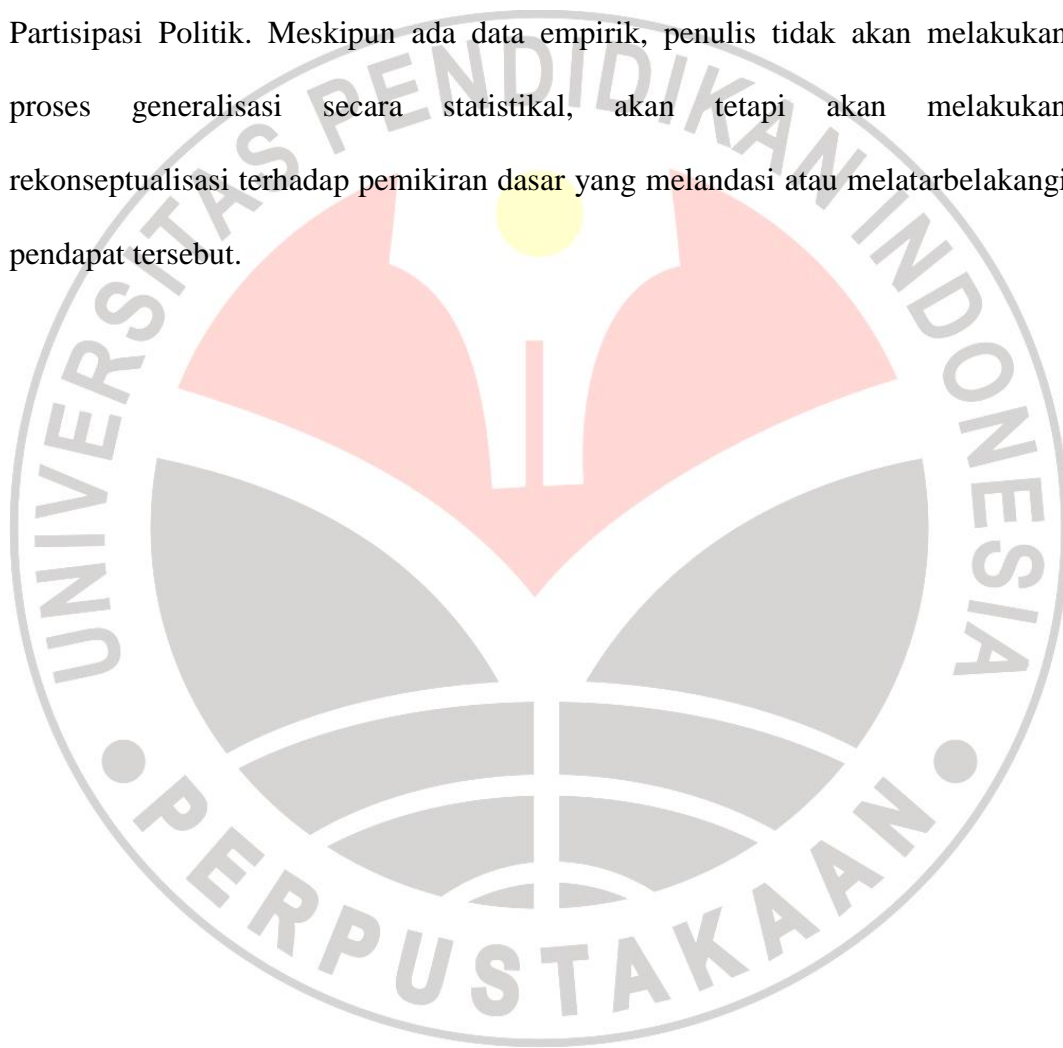 Partisipasi Politik. Meskipun ada data empirik, penulis tidak akan melakukan
proses generalisasi secara statistikal, akan tetapi akan melakukan
rekonseptualisasi terhadap pemikiran dasar yang melandasi atau melatarbelakangi
pendapat tersebut.
UNIVERSITAS PENDIDIKAN INDONESIA
PERPUSTAKAAN